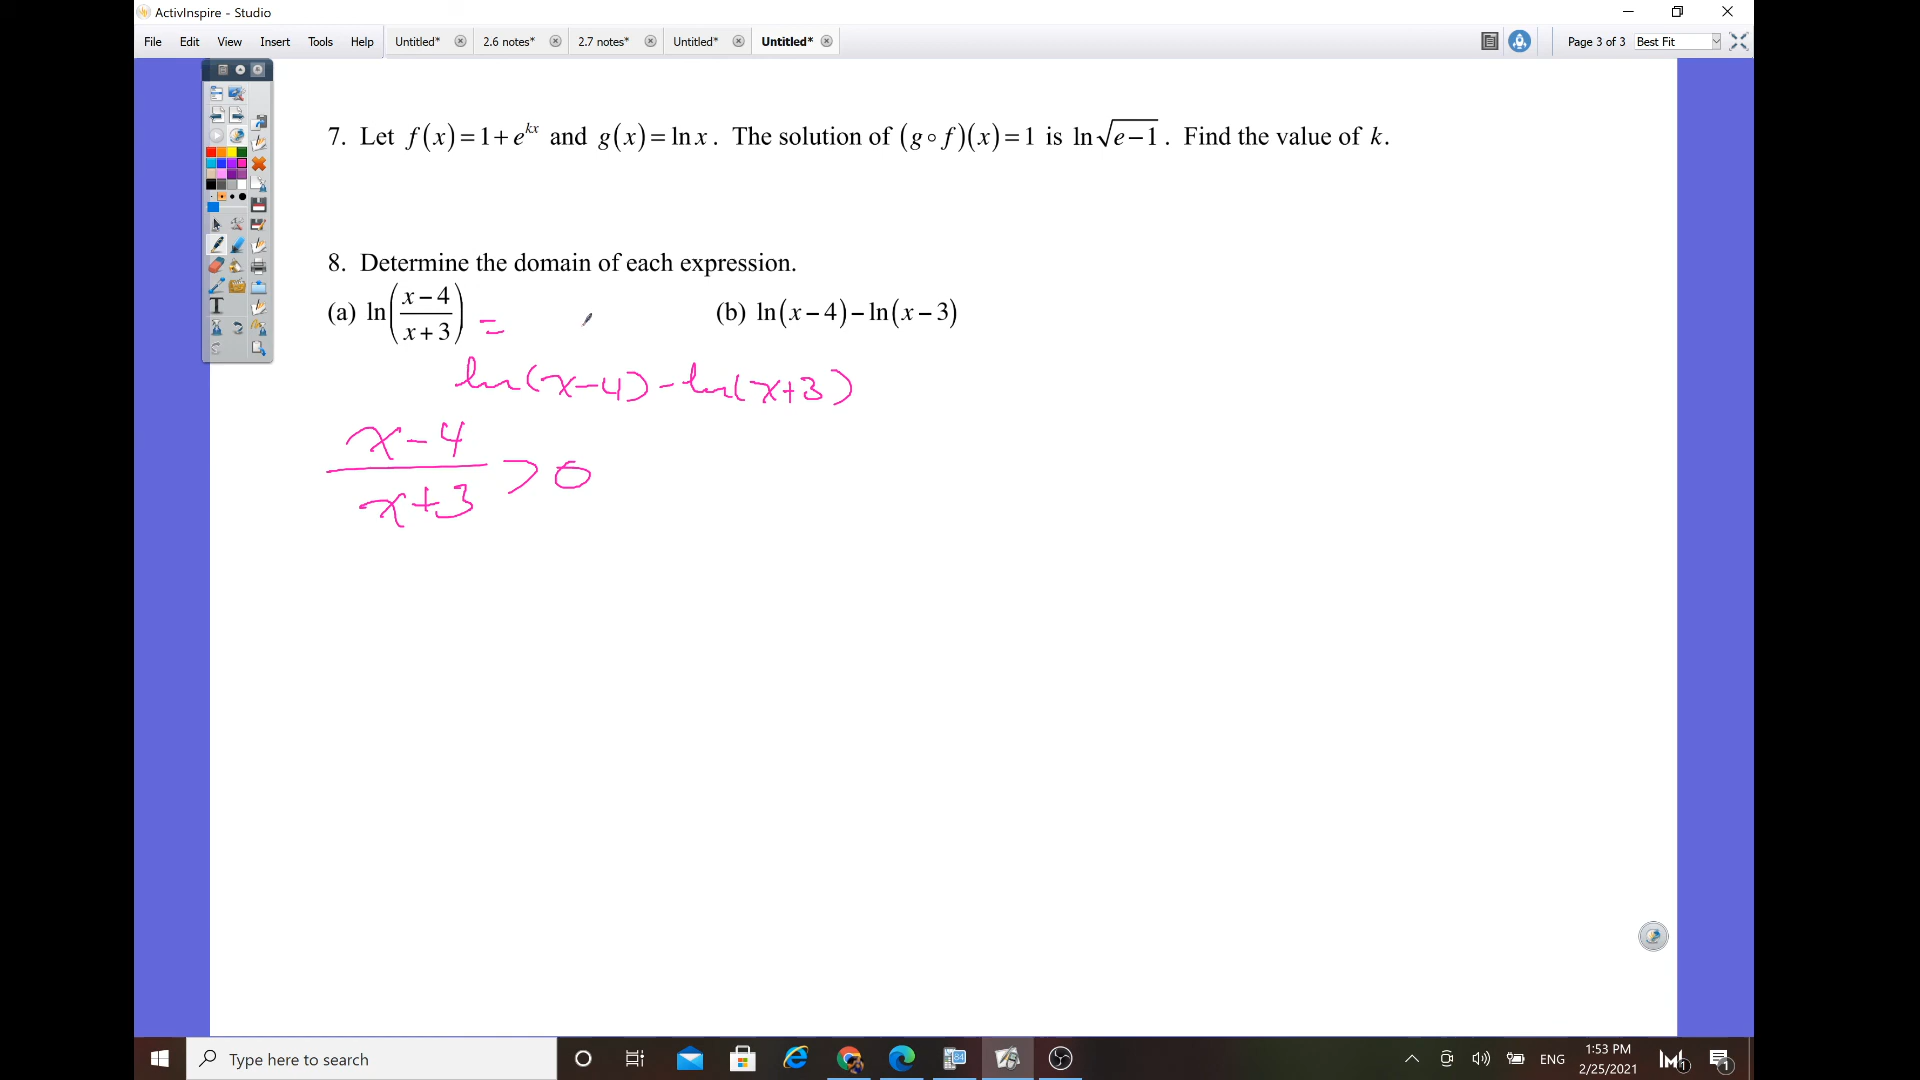 ActivInspire - Studio
File Edit View Insert Tools Help Untitled* 2.6 notes* 2.7 notes* Untitled* Untitled* Page 3 of 3 Best Fit
7. Let f(x) = 1 + e^{kx} and g(x) = ln x. The solution of (g∘f)(x) = 1 is ln√(e−1). Find the value of k.
8. Determine the domain of each expression.
(a) ln((x−4)/(x+3)) = (b) ln(x−4) − ln(x−3)
ln(x−4) − ln(x+3)
(x−4)/(x+3) > 0
T
Type here to search 84 ENG 1:53 PM 1 1
2/25/2021